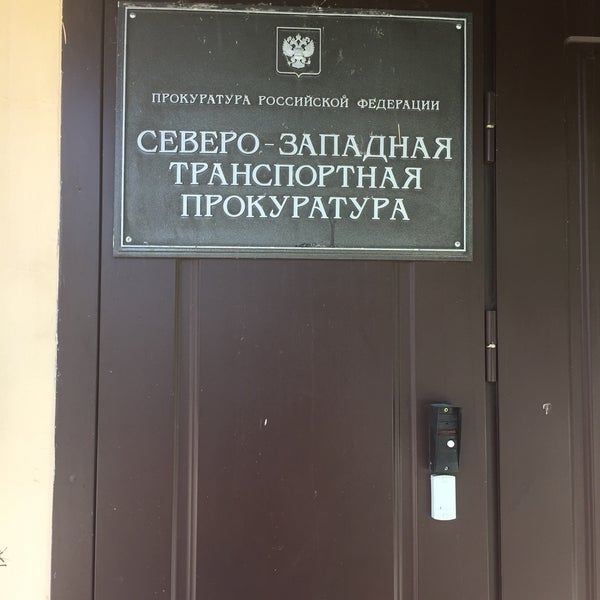 ПРОКУРАТУРА РОССИЙСКОЙ ФЕДЕРАЦИИ
СЕВЕРО-ЗАПАДНАЯ
ТРАНСПОРТНАЯ
ПРОКУРАТУРА